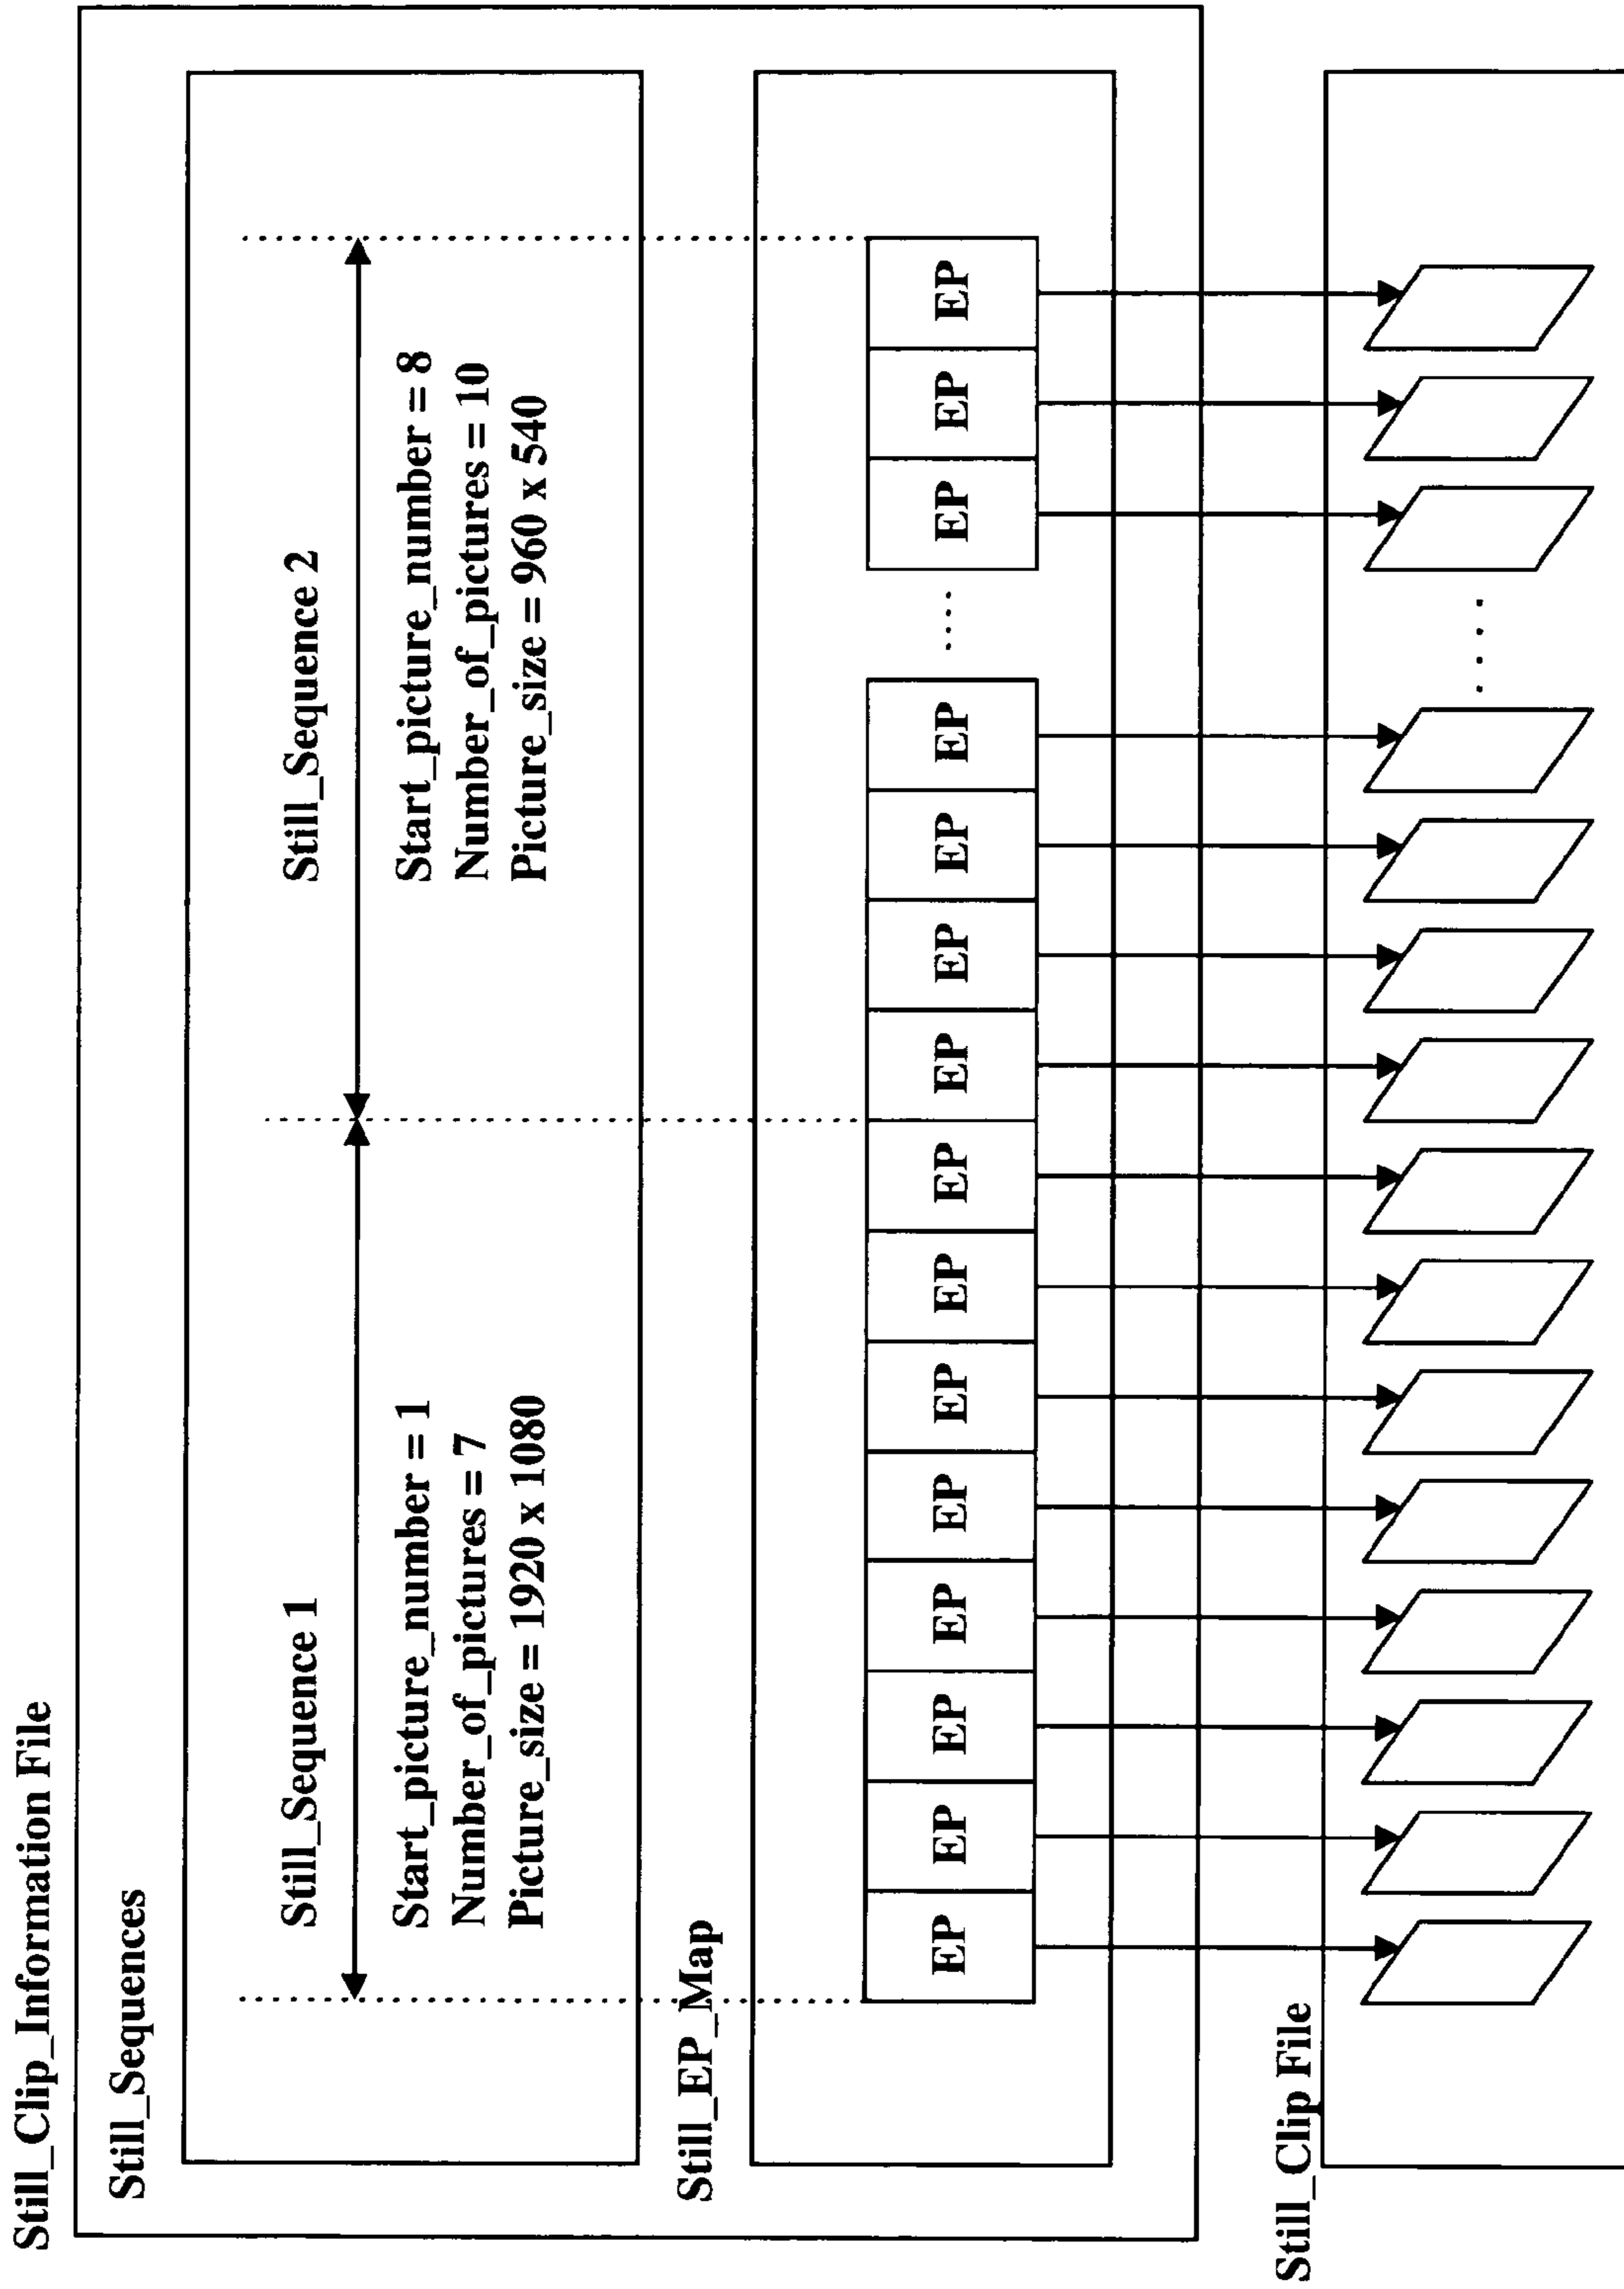 Still_Clip_Information File
Still_Sequences
Still_Sequence 1
Start_picture_number = 1
Number_of_pictures = 7
Picture_size = 1920 x 1080
Still_Sequence 2
Start_picture_number = 8
Number_of_pictures = 10
Picture_size = 960 x 540
Still_EP_Map
EP EP EP EP EP EP EP EP EP EP EP EP .... EP EP EP
Still_Clip File
....